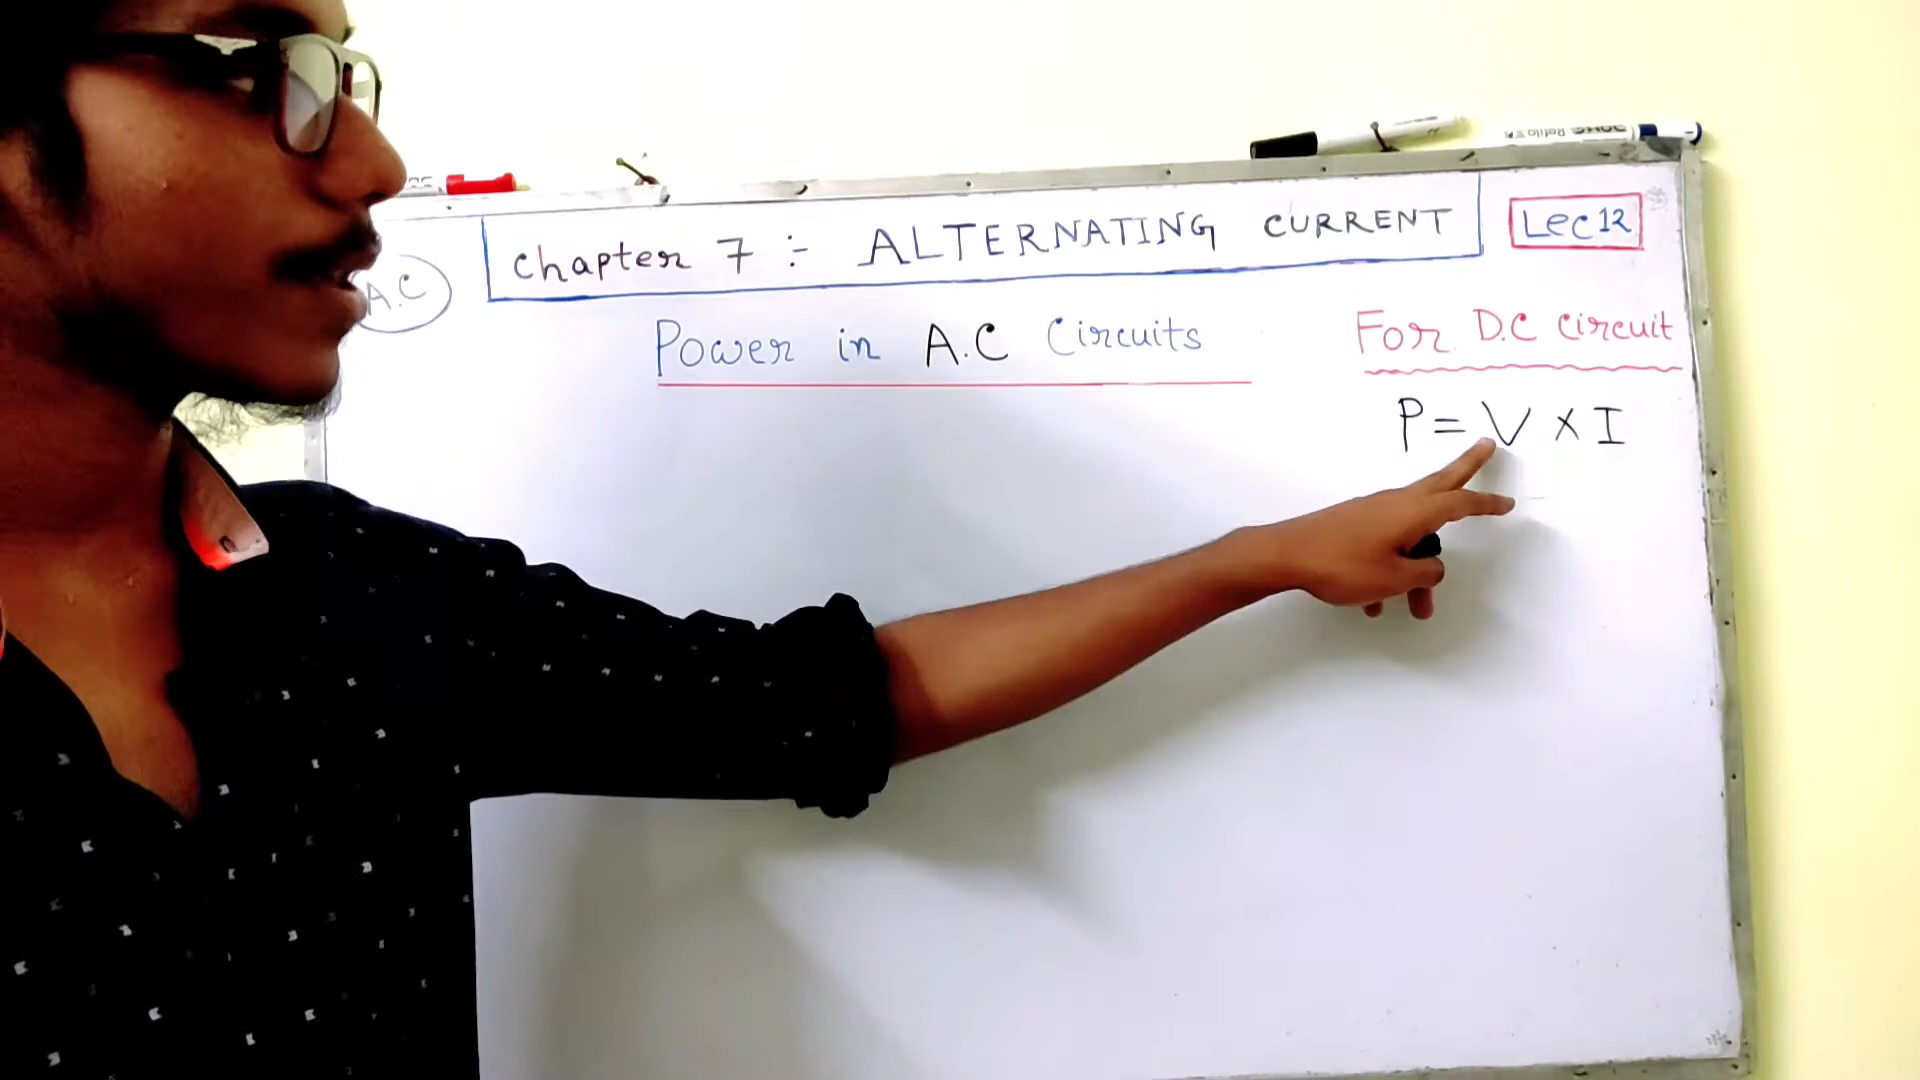 Chapter 7 :- ALTERNATING CURRENT
Lec 12
A.C
Power in A.C Circuits
For D.C Circuit
P = V X I